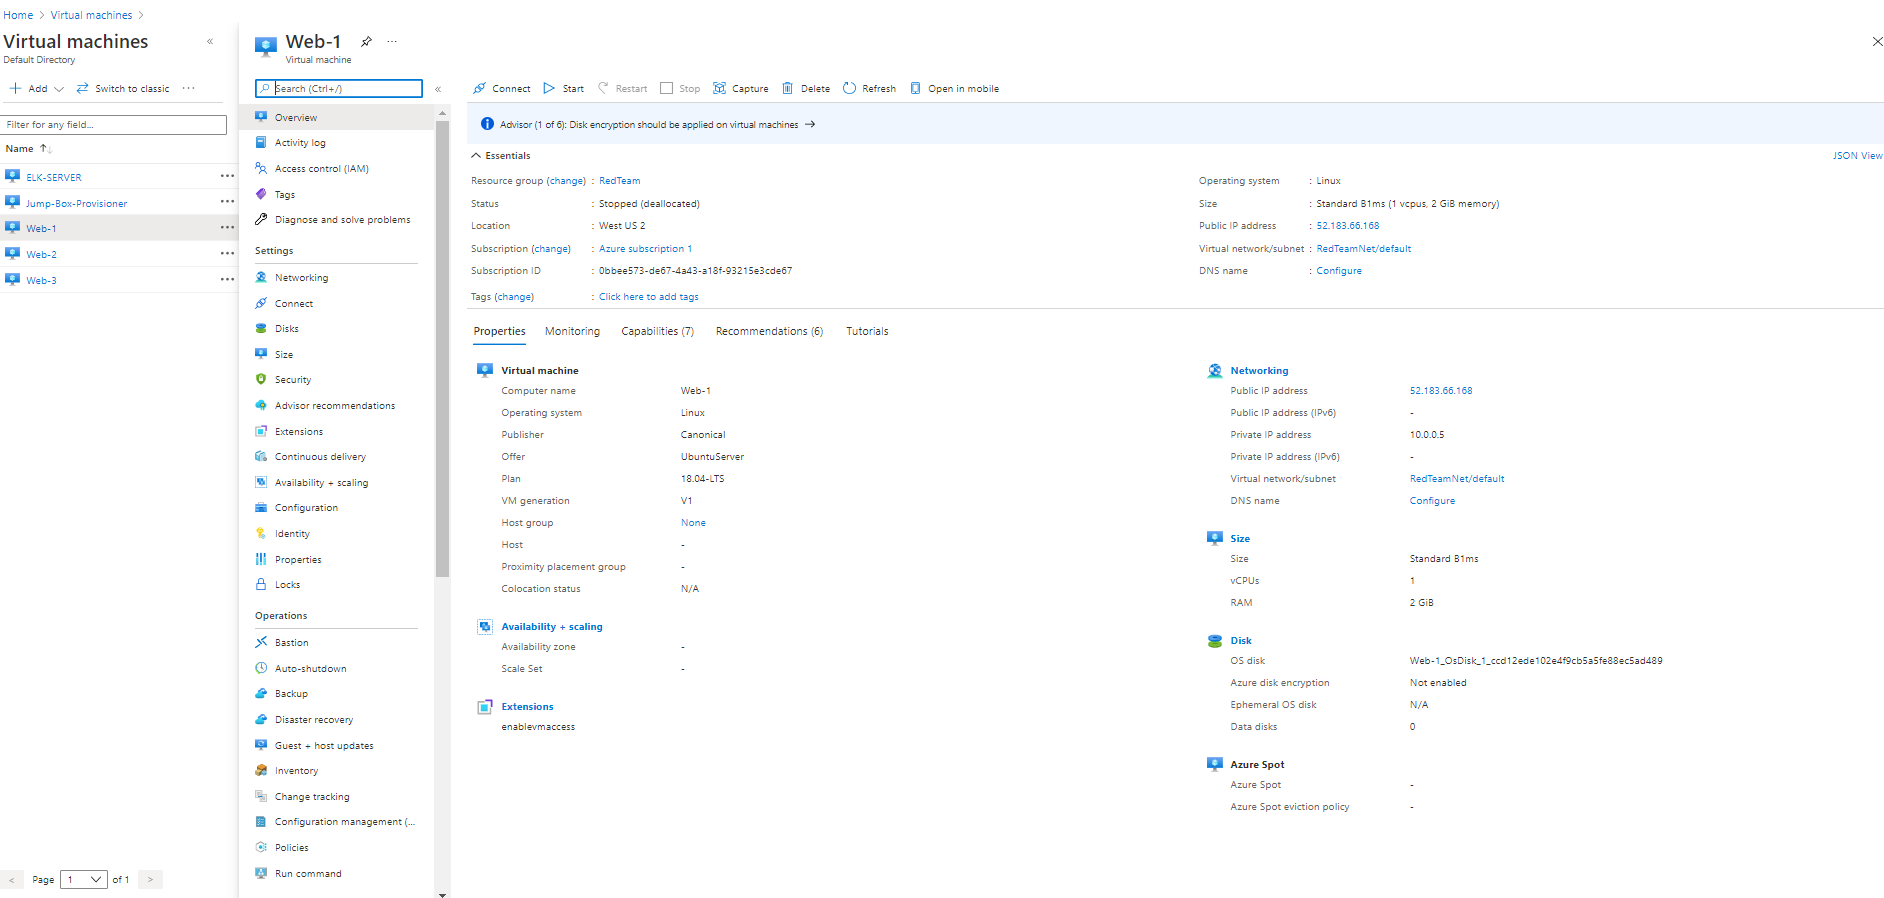 Home > Virtual machines >
Virtual machines
Default Directory
Add
Switch to classic
Filter for any field...
Name
ELK-SERVER
Jump-Box-Provisioner
Web-1
Web-2
Web-3
< Page 1 of 1 >
Web-1
Virtual machine
Search (Ctrl+/)
Overview
Activity log
Access control (IAM)
Tags
Diagnose and solve problems
Settings
Networking
Connect
Disks
Size
Security
Advisor recommendations
Extensions
Continuous delivery
Availability + scaling
Configuration
Identity
Properties
Locks
Operations
Bastion
Auto-shutdown
Backup
Disaster recovery
Guest + host updates
Inventory
Change tracking
Configuration management (...
Policies
Run command
Connect Start Restart Stop Capture Delete Refresh Open in mobile
Advisor (1 of 6): Disk encryption should be applied on virtual machines →
Essentials
JSON View
Resource group (change) : RedTeam
Status : Stopped (deallocated)
Location : West US 2
Subscription (change) : Azure subscription 1
Subscription ID : 0bbee573-de67-4a43-a18f-93215e3cde67
Tags (change) : Click here to add tags
Operating system : Linux
Size : Standard B1ms (1 vcpus, 2 GiB memory)
Public IP address : 52.183.66.168
Virtual network/subnet : RedTeamNet/default
DNS name : Configure
Properties Monitoring Capabilities (7) Recommendations (6) Tutorials
Virtual machine
Computer name Web-1
Operating system Linux
Publisher Canonical
Offer UbuntuServer
Plan 18.04-LTS
VM generation V1
Host group None
Host -
Proximity placement group -
Colocation status N/A
Availability + scaling
Availability zone -
Scale Set -
Extensions
enablevmaccess
Networking
Public IP address 52.183.66.168
Public IP address (IPv6) -
Private IP address 10.0.0.5
Private IP address (IPv6) -
Virtual network/subnet RedTeamNet/default
DNS name Configure
Size
Size Standard B1ms
vCPUs 1
RAM 2 GiB
Disk
OS disk Web-1_OsDisk_1_ccd12ede102e4f9cb5a5fe88ec5ad489
Azure disk encryption Not enabled
Ephemeral OS disk N/A
Data disks 0
Azure Spot
Azure Spot -
Azure Spot eviction policy -